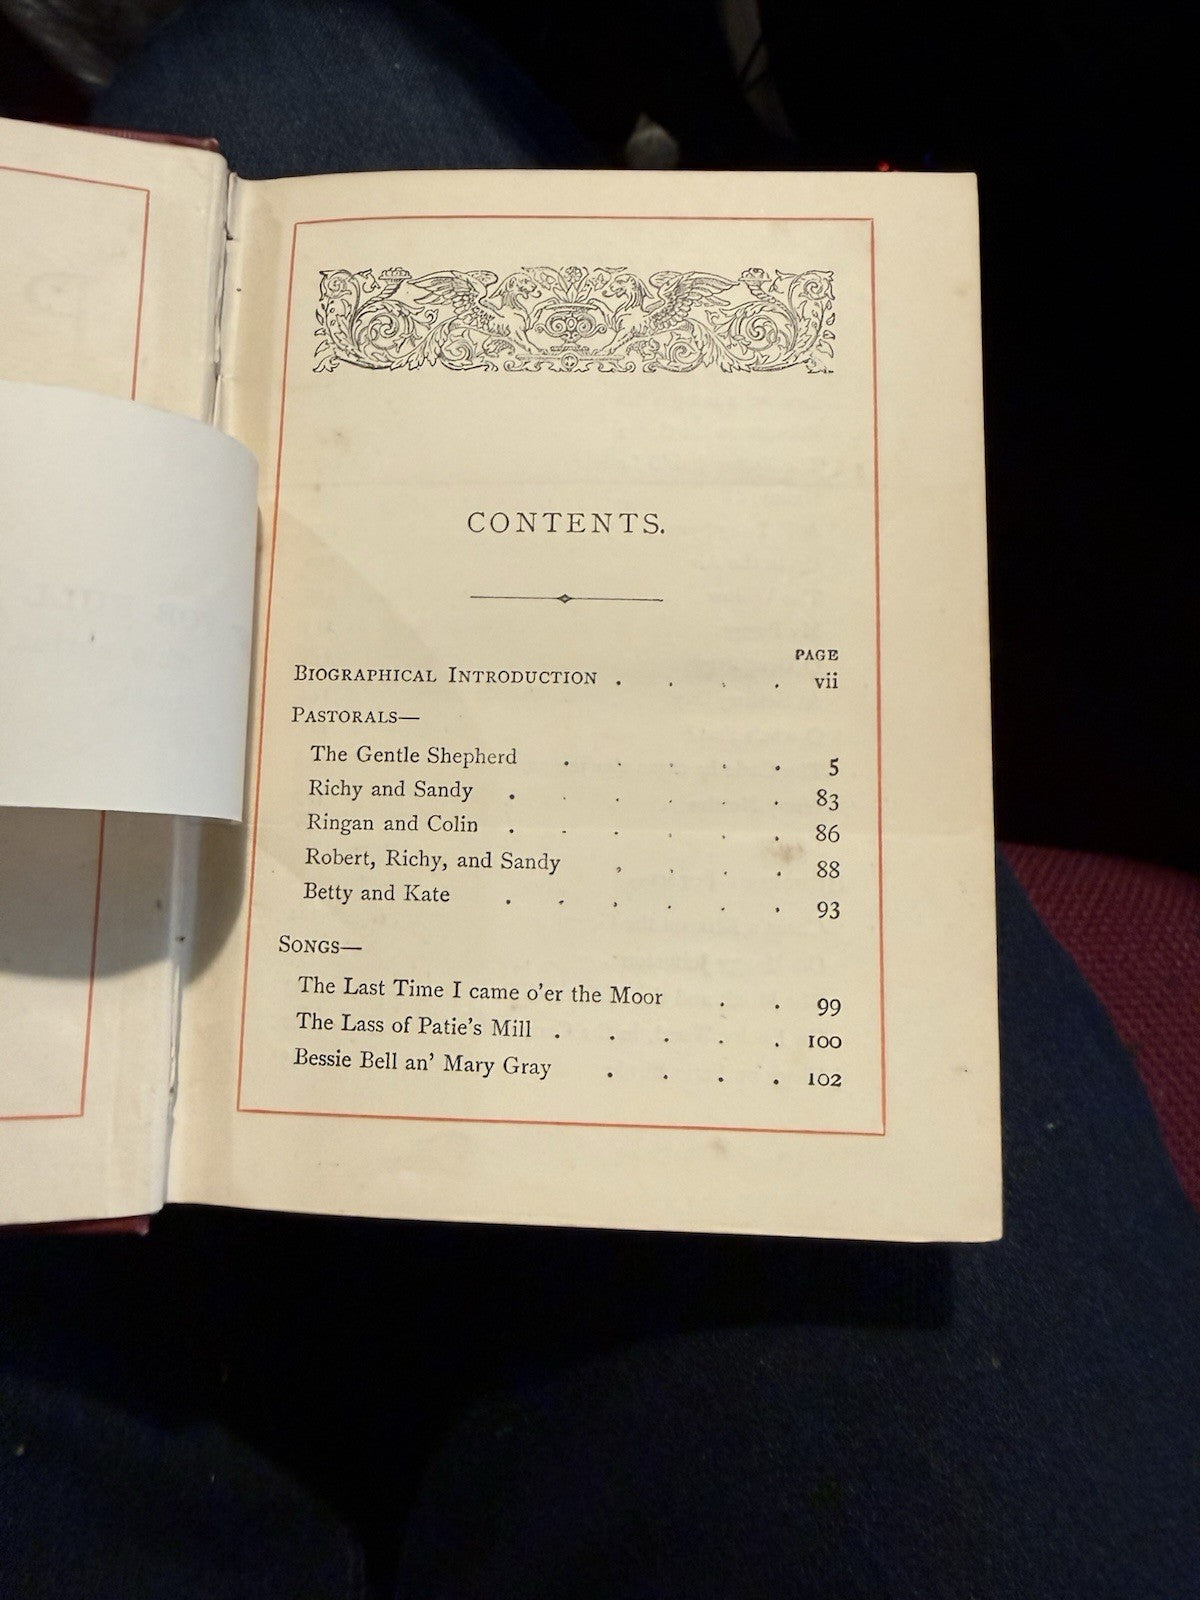 CONTENTS.
PAGE
BIOGRAPHICAL INTRODUCTION . . . . vii
PASTORALS—
The Gentle Shepherd . . . . . 5
Richy and Sandy . . . . . . 83
Ringan and Colin . . . . . . 86
Robert, Richy, and Sandy . . . . 88
Betty and Kate . . . . . . 93
SONGS—
The Last Time I came o'er the Moor . . 99
The Lass of Patie's Mill . . . . . 100
Bessie Bell an' Mary Gray . . . . 102